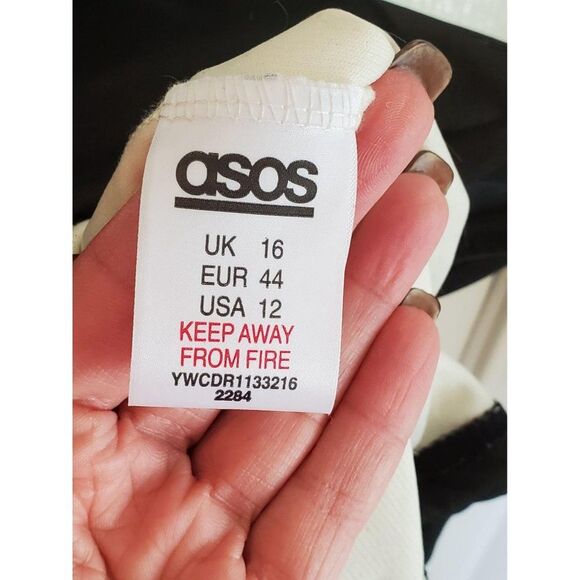 asos
UK 16
EUR 44
USA 12
KEEP AWAY
FROM FIRE
YWCDR1133216
2284